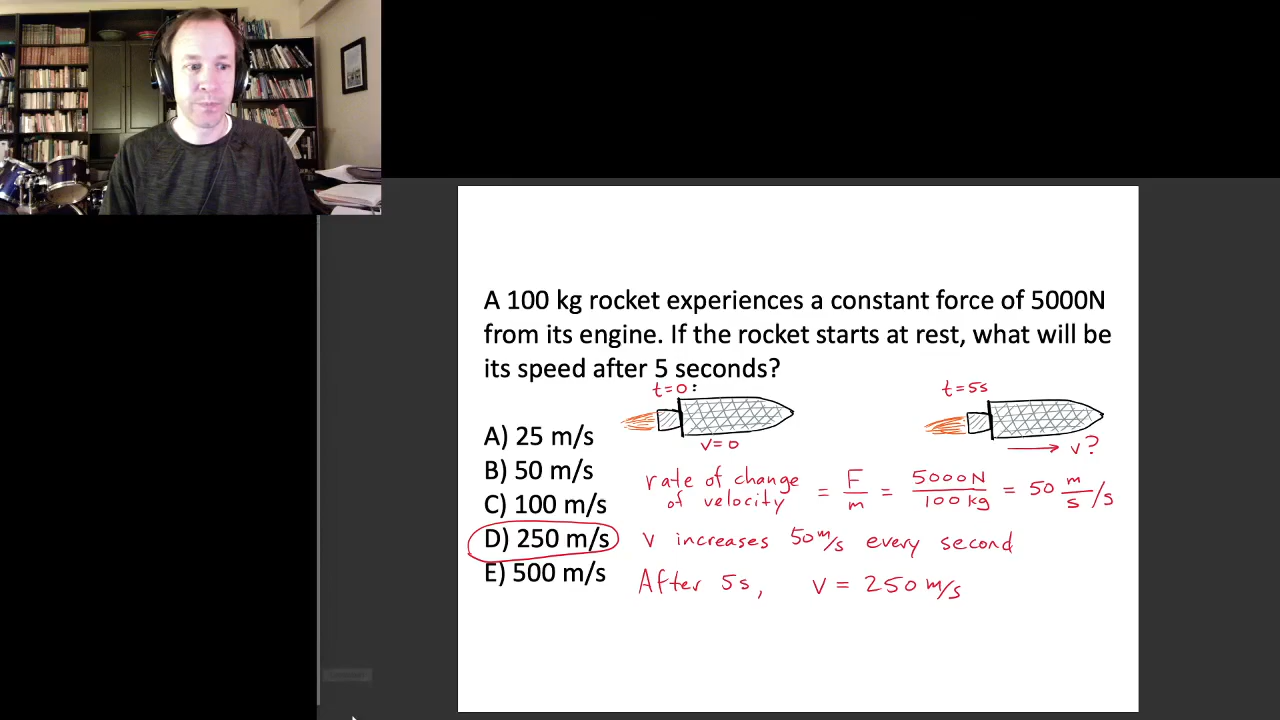 A 100 kg rocket experiences a constant force of 5000N
from its engine. If the rocket starts at rest, what will be
its speed after 5 seconds?
t=0:
t=5s
A) 25 m/s
v=0
v?
B) 50 m/s
C) 100 m/s
D) 250 m/s
E) 500 m/s
rate of change
of velocity = F/m = 5000N/100 kg = 50 m/s/s
v increases 50m/s every second
After 5s, v = 250 m/s